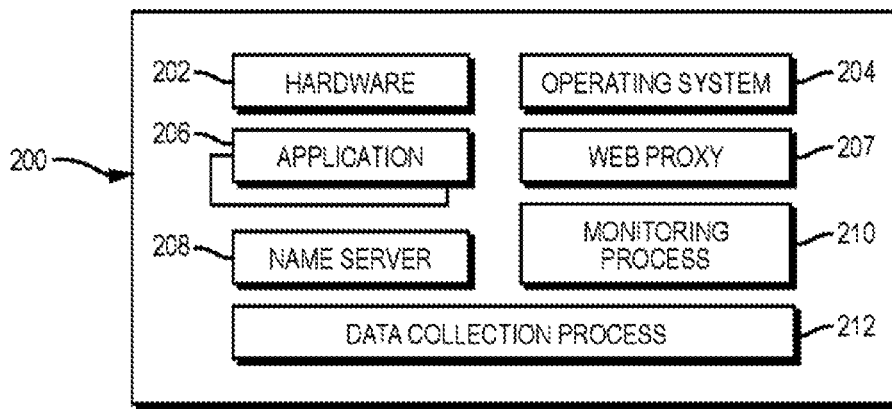 202 HARDWARE OPERATING SYSTEM 204
206 APPLICATION WEB PROXY 207
200
208 NAME SERVER MONITORING PROCESS 210
DATA COLLECTION PROCESS 212